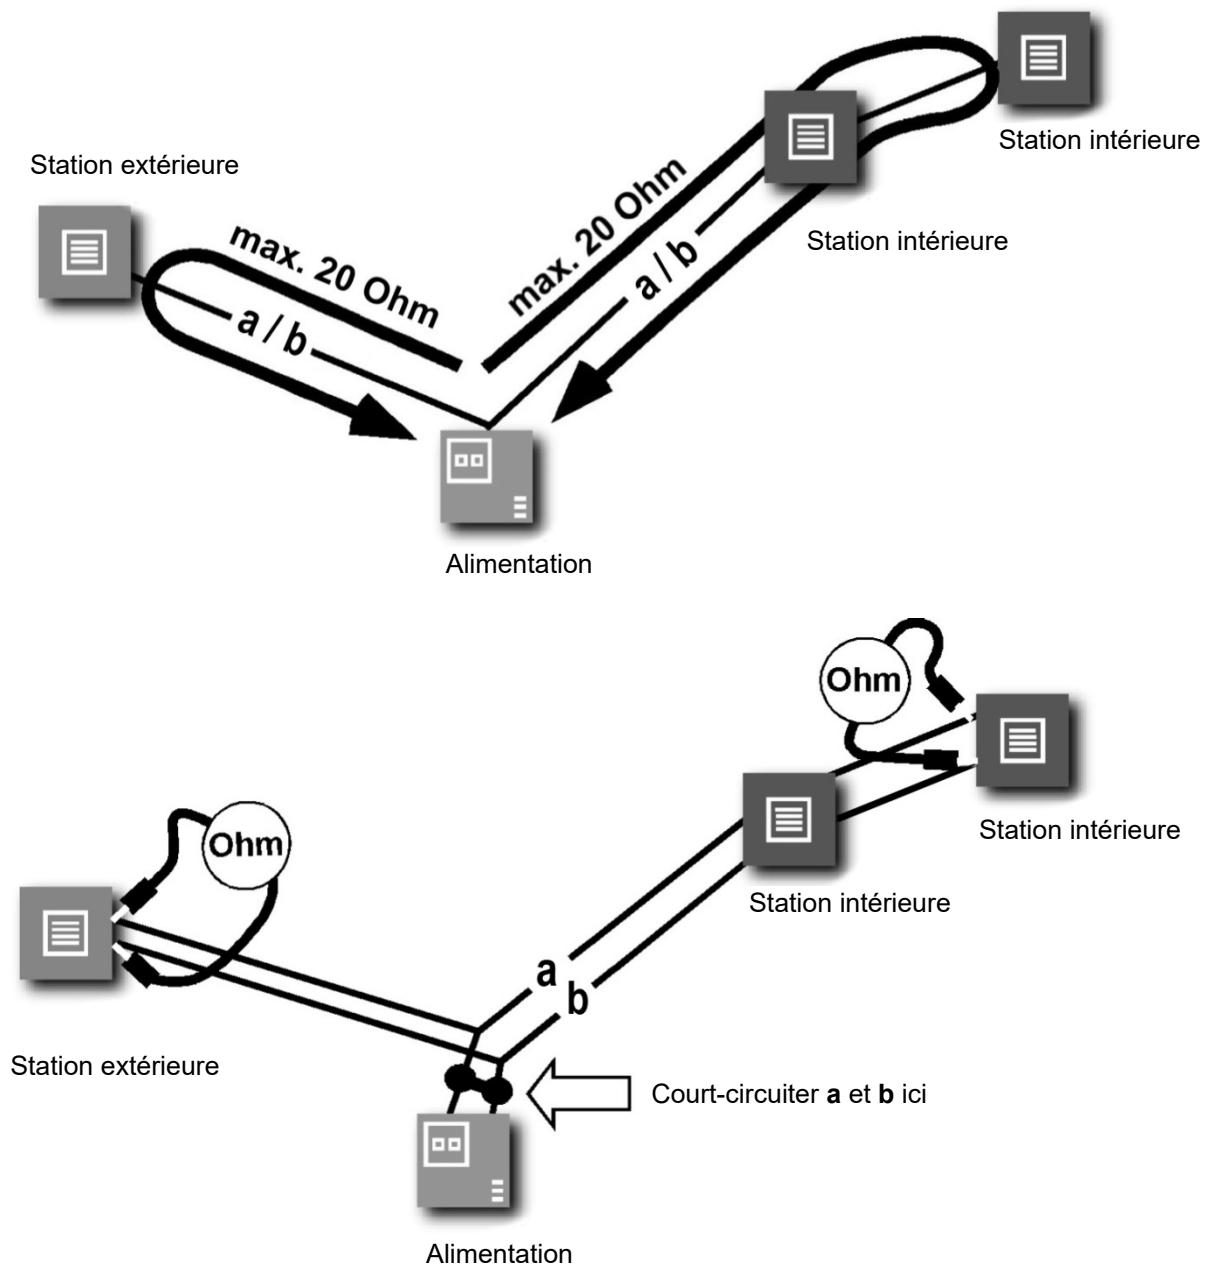 Station intérieure
Station extérieure
max. 20 Ohm
max. 20 Ohm
Station intérieure
a / b
a / b
Alimentation
Ohm
Station intérieure
Ohm
Station intérieure
a
b
Station extérieure
Court-circuiter a et b ici
Alimentation